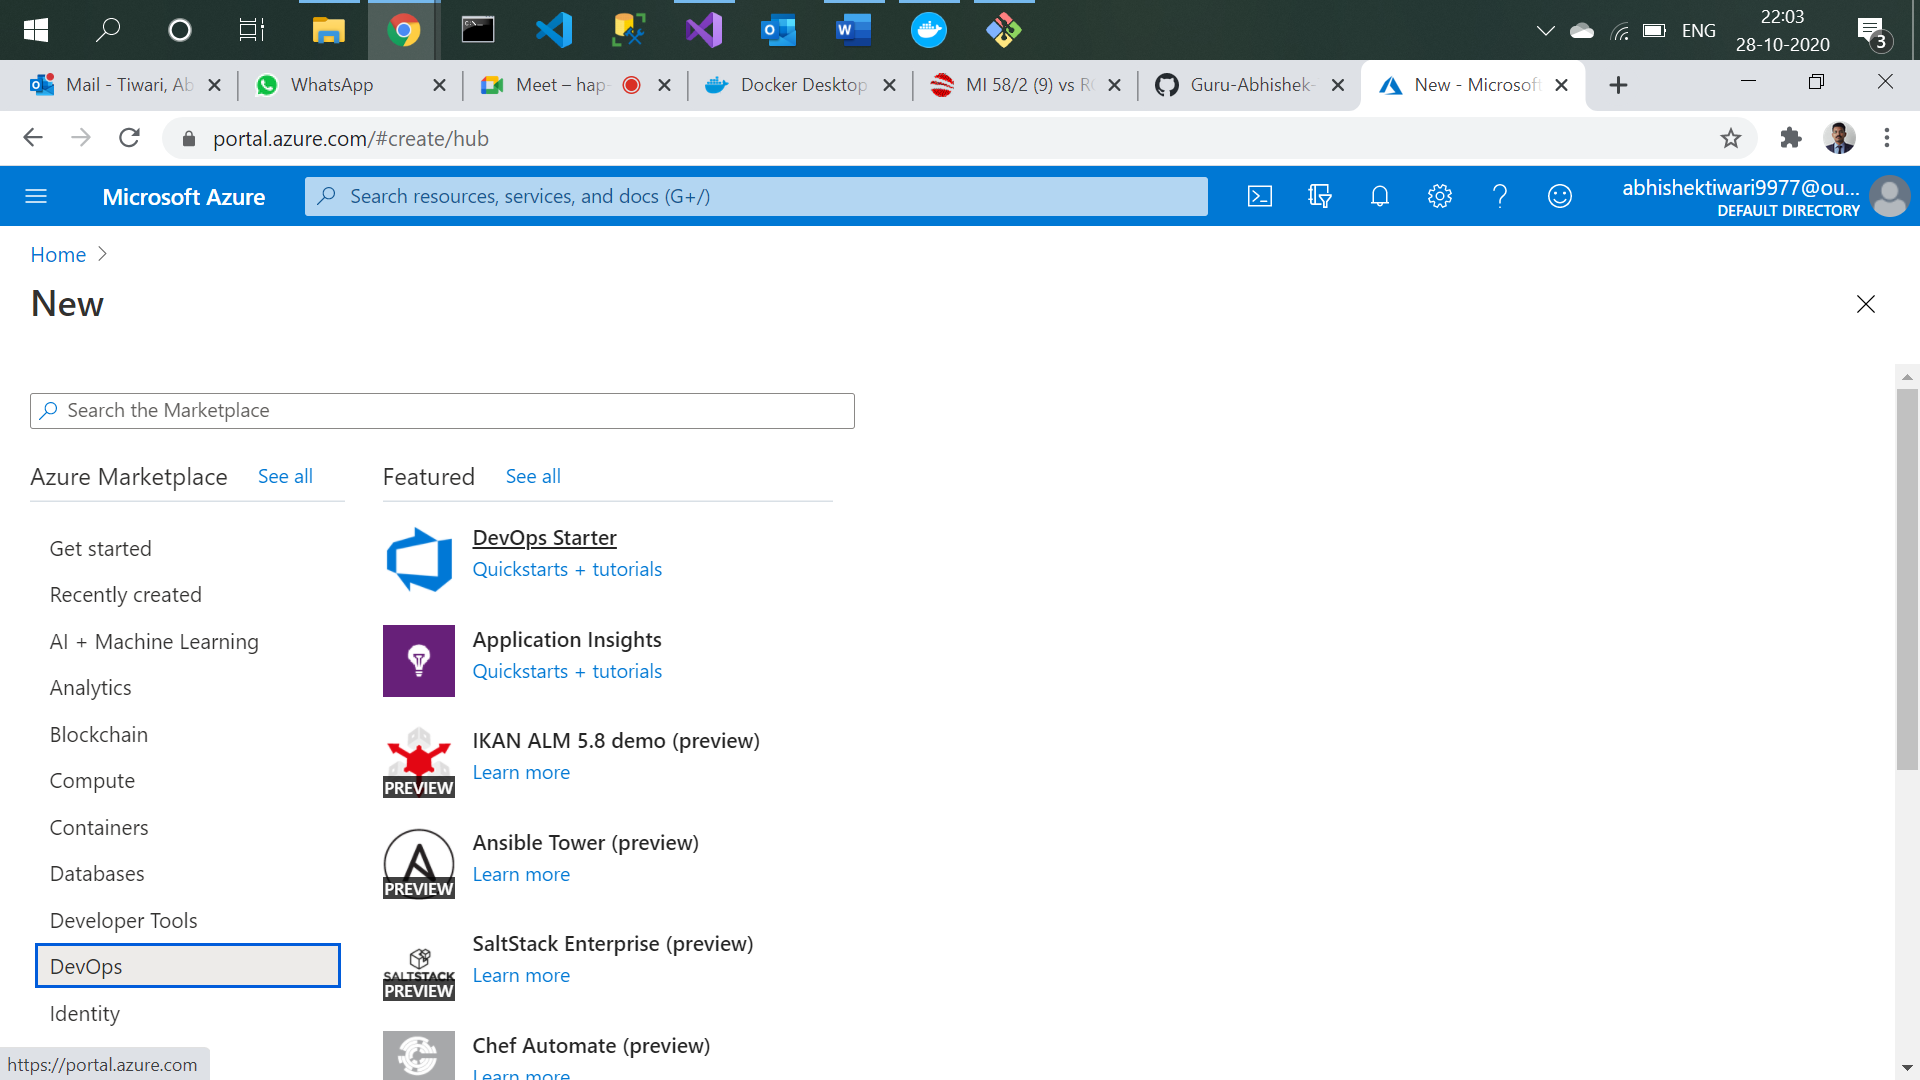 ENG
22:03
28-10-2020
3
Mail - Tiwari, Ab
WhatsApp
Meet – hap-
Docker Desktop
MI 58/2 (9) vs RC
Guru-Abhishek-
New - Microsoft
portal.azure.com/#create/hub
Microsoft Azure
Search resources, services, and docs (G+/)
abhishektiwari9977@ou...
DEFAULT DIRECTORY
Home
New
Search the Marketplace
Azure Marketplace See all
Get started
Recently created
AI + Machine Learning
Analytics
Blockchain
Compute
Containers
Databases
Developer Tools
DevOps
Identity
Featured See all
DevOps Starter
Quickstarts + tutorials
Application Insights
Quickstarts + tutorials
PREVIEW
IKAN ALM 5.8 demo (preview)
Learn more
PREVIEW
Ansible Tower (preview)
Learn more
SALTSTACK
PREVIEW
SaltStack Enterprise (preview)
Learn more
Chef Automate (preview)
Learn more
https://portal.azure.com